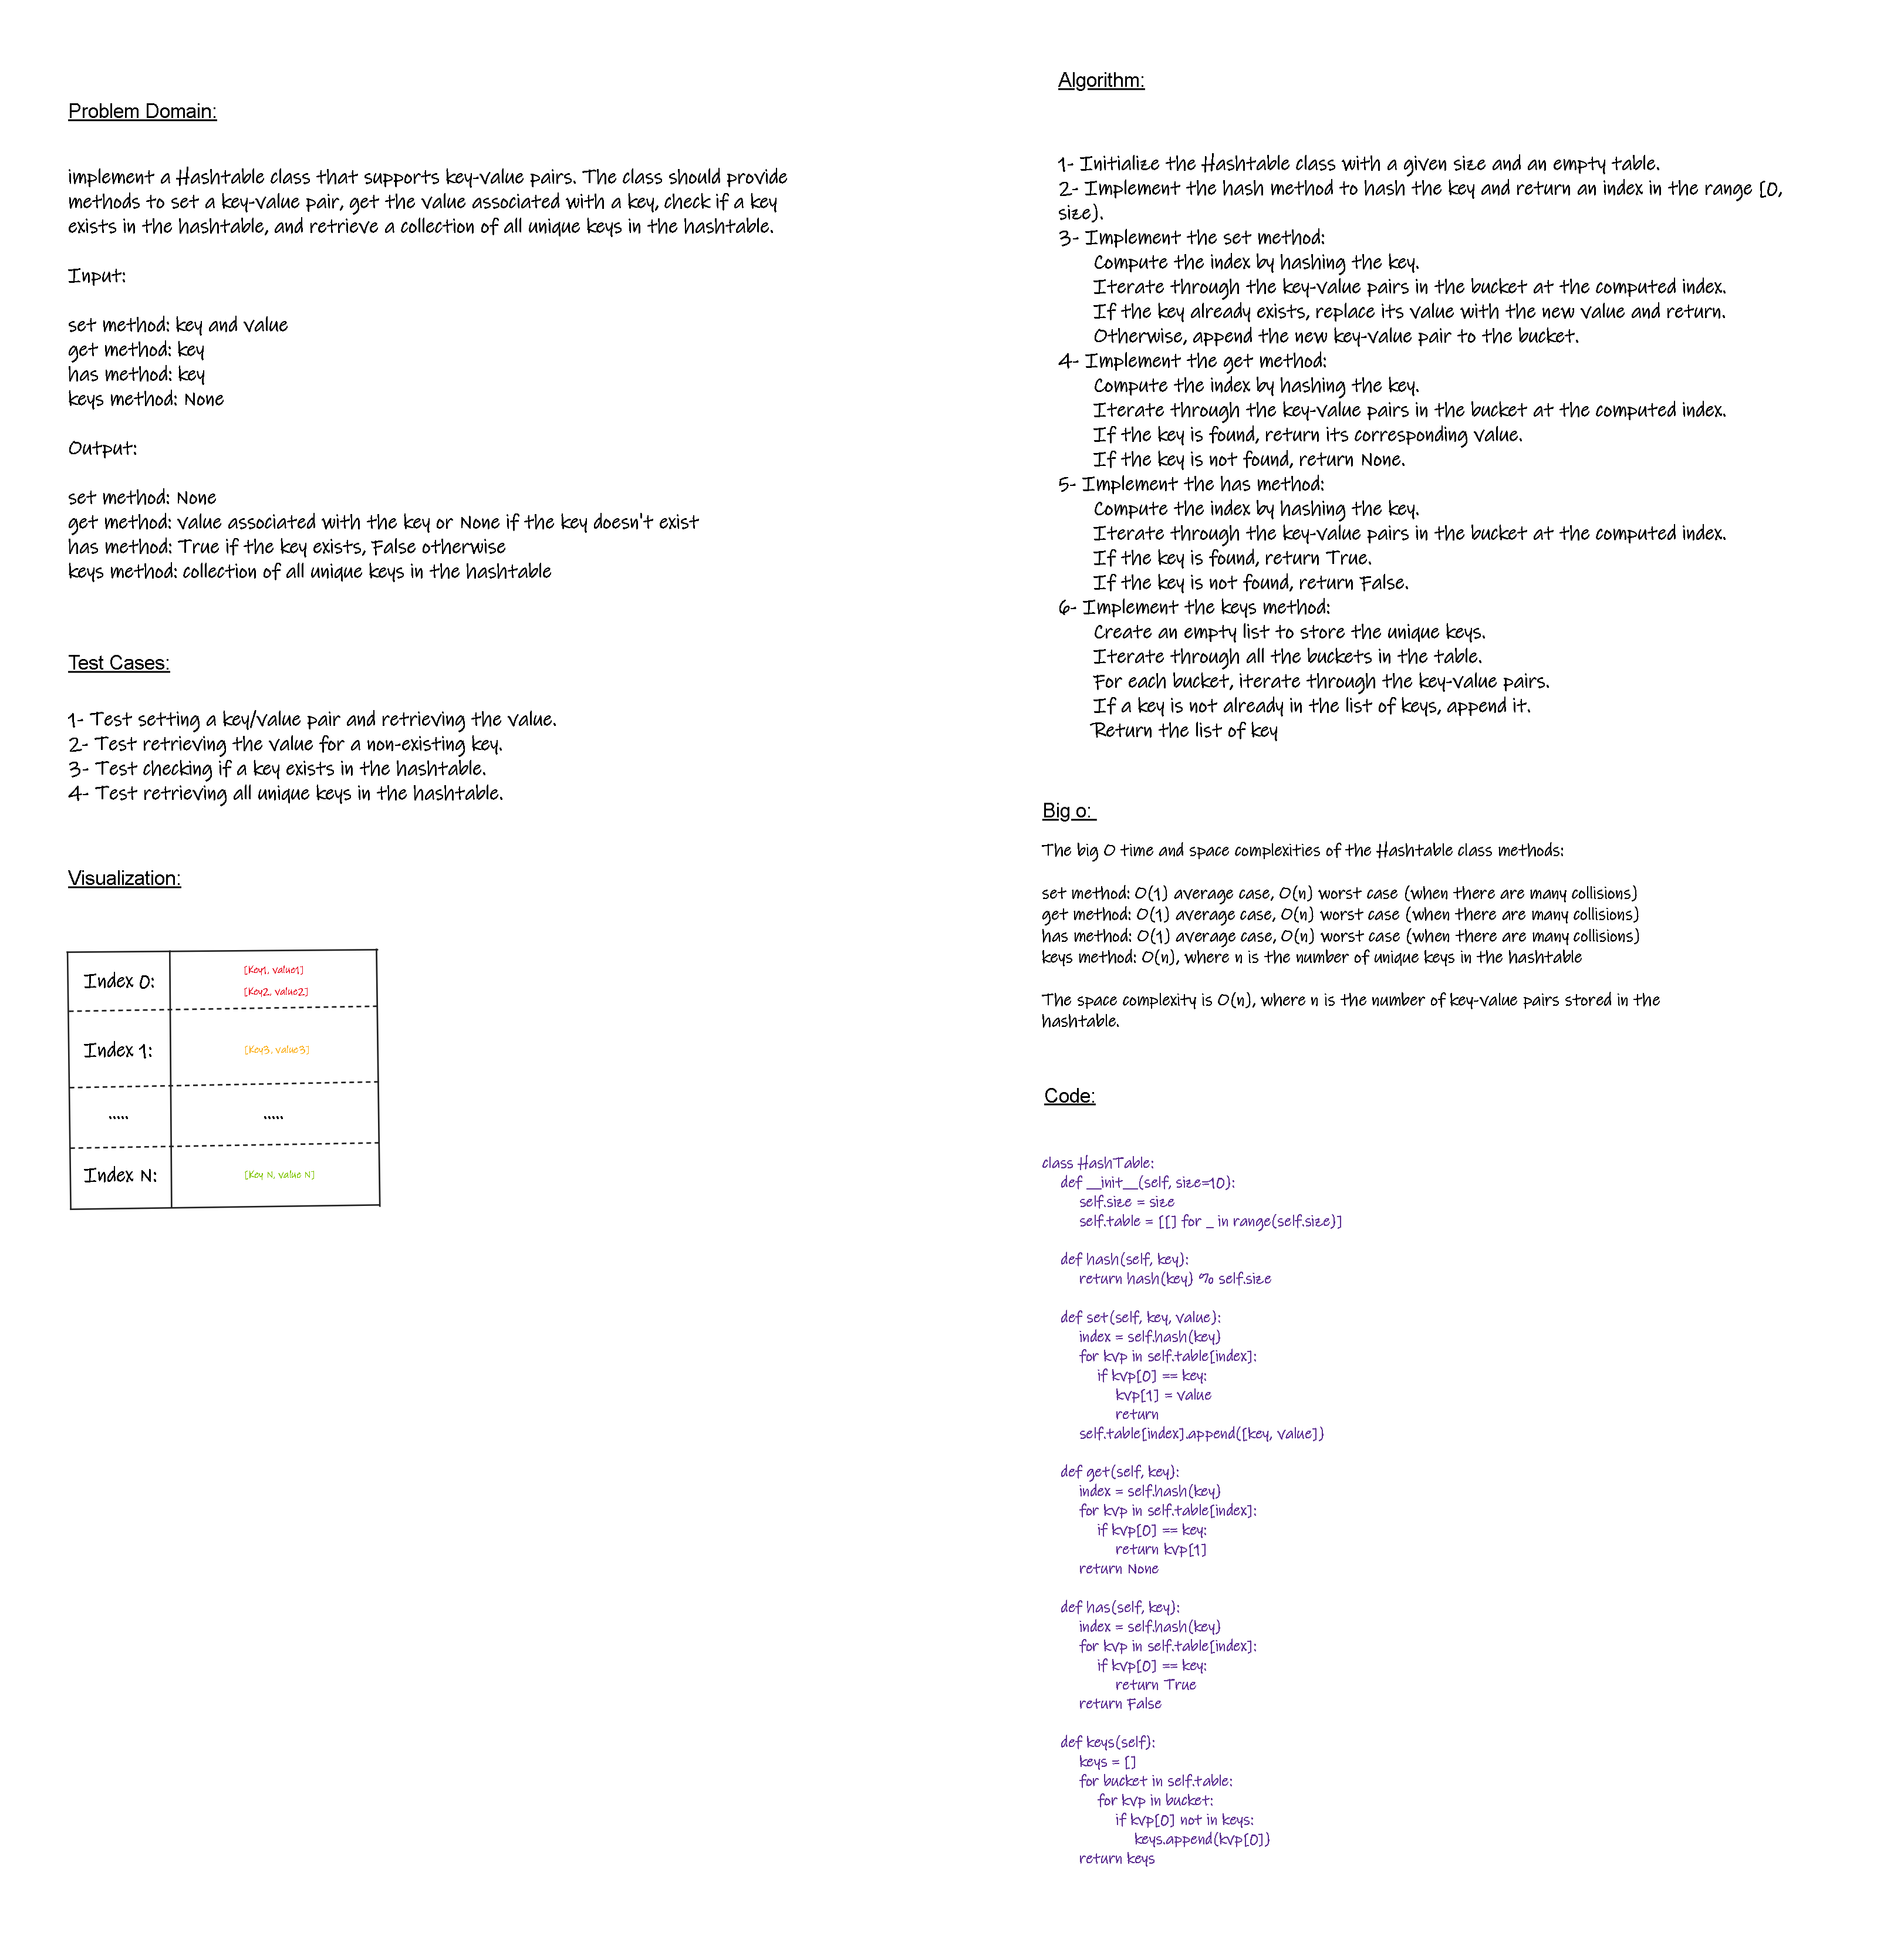 Problem Domain:
implement a Hashtable class that supports key-value pairs. The class should provide
methods to set a key-value pair, get the value associated with a key, check if a key
exists in the hashtable, and retrieve a collection of all unique keys in the hashtable.
Input:
set method: key and value
get method: key
has method: key
keys method: None
Output:
set method: None
get method: value associated with the key or None if the key doesn't exist
has method: True if the key exists, False otherwise
keys method: collection of all unique keys in the hashtable
Test Cases:
1- Test setting a key/value pair and retrieving the value.
2- Test retrieving the value for a non-existing key.
3- Test checking if a key exists in the hashtable.
4- Test retrieving all unique keys in the hashtable.
Visualization:
Index 0:
[Key1, value1]
[Key2, value2]
Index 1:
[Key3, value3]
.....
.....
Index N:
[Key N, value N]
Algorithm:
1- Initialize the Hashtable class with a given size and an empty table.
2- Implement the hash method to hash the key and return an index in the range [0,
size).
3- Implement the set method:
Compute the index by hashing the key.
Iterate through the key-value pairs in the bucket at the computed index.
If the key already exists, replace its value with the new value and return.
Otherwise, append the new key-value pair to the bucket.
4- Implement the get method:
Compute the index by hashing the key.
Iterate through the key-value pairs in the bucket at the computed index.
If the key is found, return its corresponding value.
If the key is not found, return None.
5- Implement the has method:
Compute the index by hashing the key.
Iterate through the key-value pairs in the bucket at the computed index.
If the key is found, return True.
If the key is not found, return False.
6- Implement the keys method:
Create an empty list to store the unique keys.
Iterate through all the buckets in the table.
For each bucket, iterate through the key-value pairs.
If a key is not already in the list of keys, append it.
Return the list of key
Big o:
The big O time and space complexities of the Hashtable class methods:
set method: O(1) average case, O(n) worst case (when there are many collisions)
get method: O(1) average case, O(n) worst case (when there are many collisions)
has method: O(1) average case, O(n) worst case (when there are many collisions)
keys method: O(n), where n is the number of unique keys in the hashtable
The space complexity is O(n), where n is the number of key-value pairs stored in the
hashtable.
Code:
class HashTable:
def __init__(self, size=10):
self.size = size
self.table = [[] for _ in range(self.size)]
def hash(self, key):
return hash(key) % self.size
def set(self, key, value):
index = self.hash(key)
for kvp in self.table[index]:
if kvp[0] == key:
kvp[1] = value
return
self.table[index].append([key, value])
def get(self, key):
index = self.hash(key)
for kvp in self.table[index]:
if kvp[0] == key:
return kvp[1]
return None
def has(self, key):
index = self.hash(key)
for kvp in self.table[index]:
if kvp[0] == key:
return True
return False
def keys(self):
keys = []
for bucket in self.table:
for kvp in bucket:
if kvp[0] not in keys:
keys.append(kvp[0])
return keys